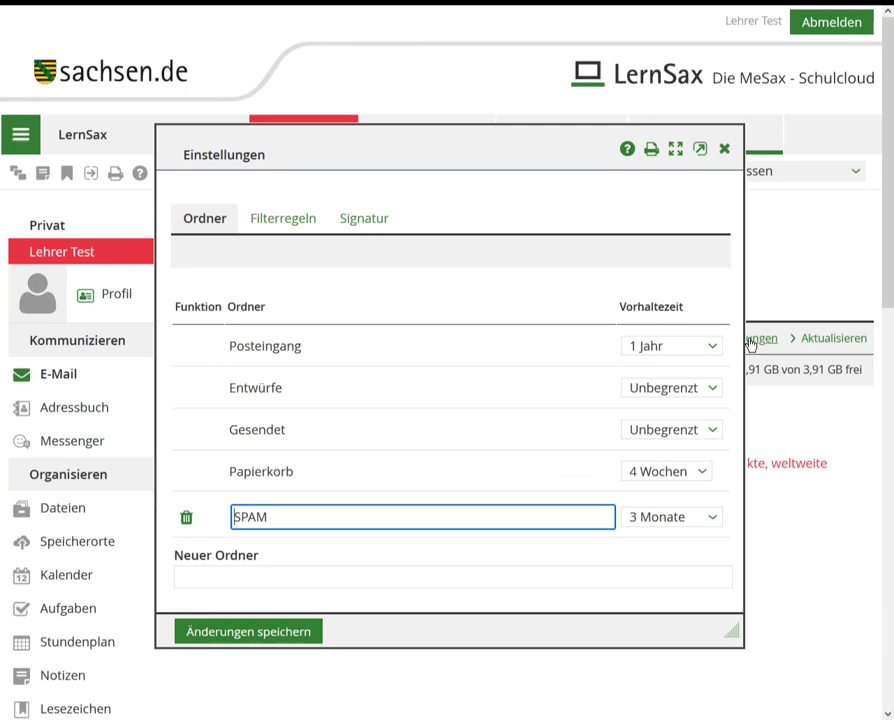 Lehrer Test Abmelden
sachsen.de
LernSax Die MeSax - Schulcloud
LernSax
Einstellungen
ssen
Privat
Lehrer Test
Profil
Kommunizieren
E-Mail
Adressbuch
Messenger
Organisieren
Dateien
Speicherorte
12 Kalender
Aufgaben
Stundenplan
Notizen
Lesezeichen
Ordner Filterregeln Signatur
Funktion Ordner Vorhaltezeit
Posteingang 1 Jahr
Entwürfe Unbegrenzt
Gesendet Unbegrenzt
Papierkorb 4 Wochen
SPAM 3 Monate
Neuer Ordner
Änderungen speichern
ngen Aktualisieren
,91 GB von 3,91 GB frei
kte, weltweite